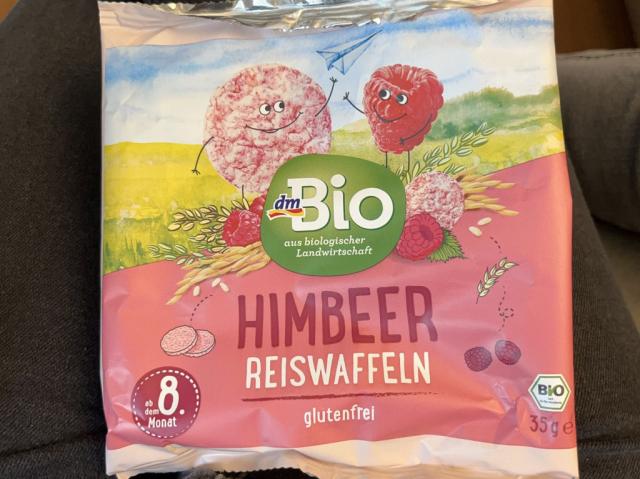 dm Bio
aus biologischer
Landwirtschaft
HIMBEER
REISWAFFELN
glutenfrei
ab
dem 8.
Monat
BIO
35 g e